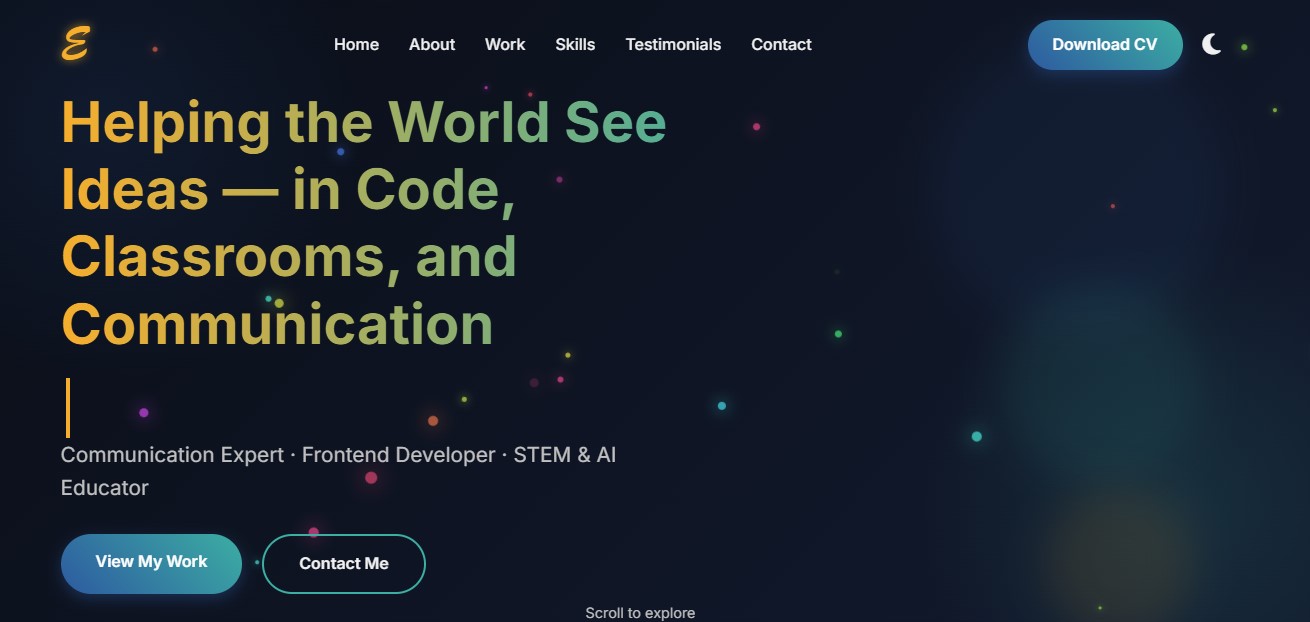 E
Home About Work Skills Testimonials Contact
Download CV
Helping the World See
Ideas — in Code,
Classrooms, and
Communication
Communication Expert · Frontend Developer · STEM & AI
Educator
View My Work
Contact Me
Scroll to explore